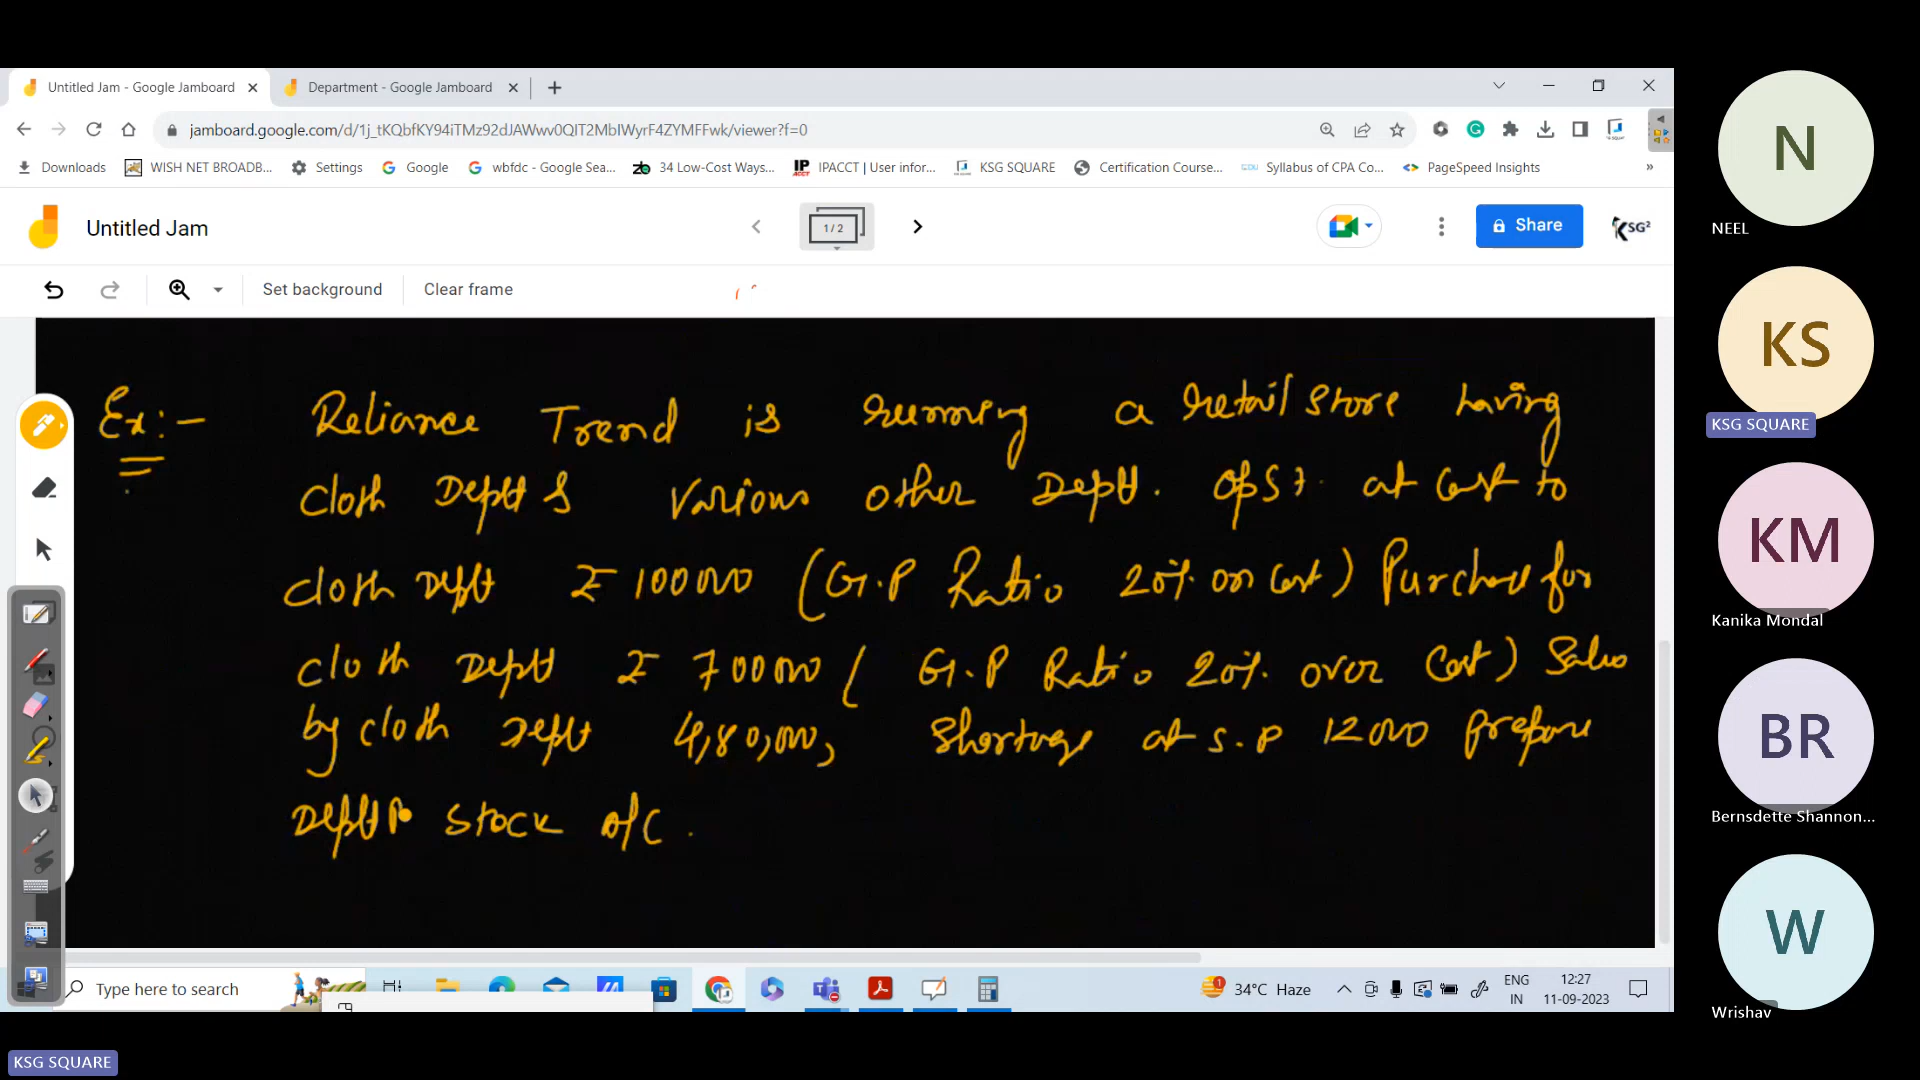 Untitled Jam - Google Jamboard
Department - Google Jamboard
jamboard.google.com/d/1j_tKQbfKY94iTMz92dJAWwv0QIT2MbIWyrF4ZYMFFwk/viewer?f=0
Downloads WISH NET BROADB... Settings Google wbfdc - Google Sea... 34 Low-Cost Ways... IPACCT | User infor... KSG SQUARE Certification Course... Syllabus of CPA Co... PageSpeed Insights »
Untitled Jam
1 / 2
Share
KSG²
Set background Clear frame
Ex:- Reliance Trend is running a retail store having
cloth Deptt & various other Deptt. Op St. at cost to
cloth Deptt ₹ 100000 (G.P Ratio 20% on cost) Purchase for
cloth Deptt ₹ 700000 ( G.P Ratio 20% over cost) Sales
by cloth Deptt 4,80,000, Shortage at S.P 12000 prepare
Deptt stock a/c .
N
NEEL
KS
KSG SQUARE
KM
Kanika Mondal
BR
Bernsdette Shannon...
W
Wrishav
Type here to search
34°C Haze
ENG
IN
12:27
11-09-2023
KSG SQUARE